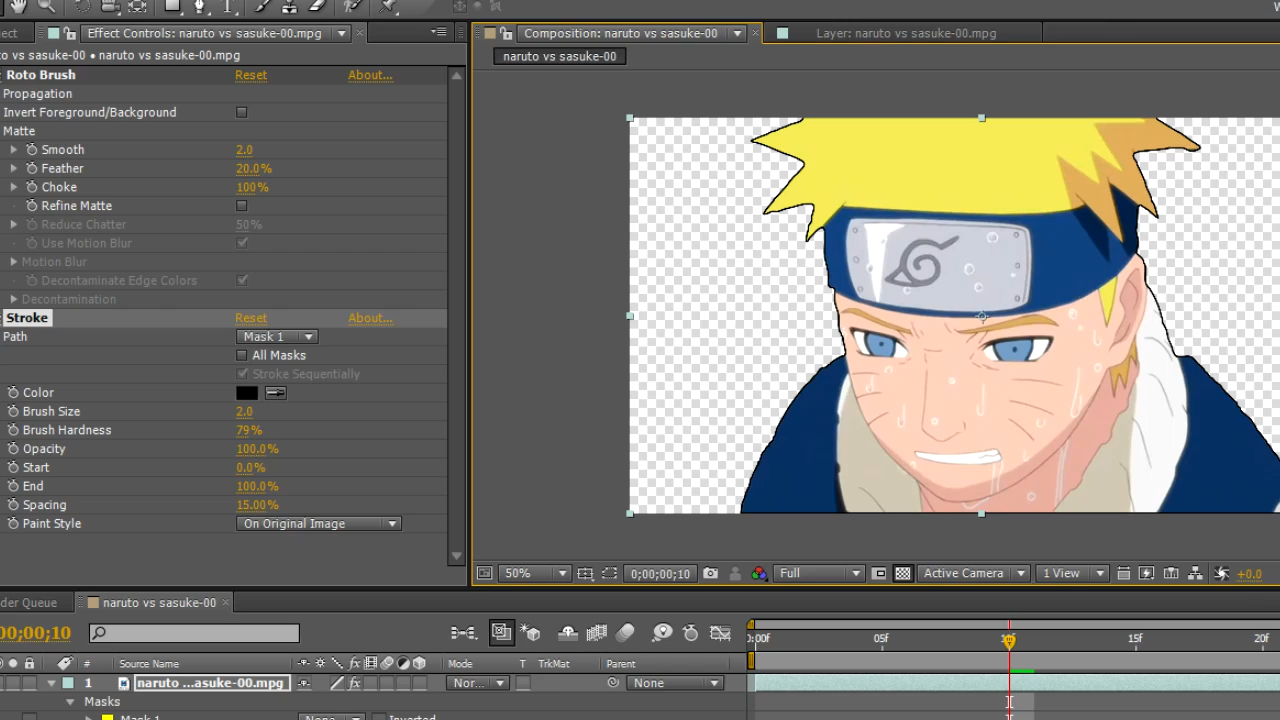 ect
Effect Controls: naruto vs sasuke-00.mpg
Composition: naruto vs sasuke-00
Layer: naruto vs sasuke-00.mpg
o vs sasuke-00 • naruto vs sasuke-00.mpg
naruto vs sasuke-00
Roto Brush Reset About...
Propagation
Invert Foreground/Background
Matte
Smooth 2.0
Feather 20.0%
Choke 100%
Refine Matte
Reduce Chatter 50%
Use Motion Blur
Motion Blur
Decontaminate Edge Colors
Decontamination
Stroke Reset About...
Path Mask 1
All Masks
Stroke Sequentially
Color
Brush Size 2.0
Brush Hardness 79%
Opacity 100.0%
Start 0.0%
End 100.0%
Spacing 15.00%
Paint Style On Original Image
50% 0;00;00;10 Full Active Camera 1 View +0.0
der Queue naruto vs sasuke-00
00;00;10
0:00f 05f 15f 20f
# Source Name Mode T TrkMat Parent
1 naruto ...asuke-00.mpg Nor... None
Masks
Mask 1 None Inverted